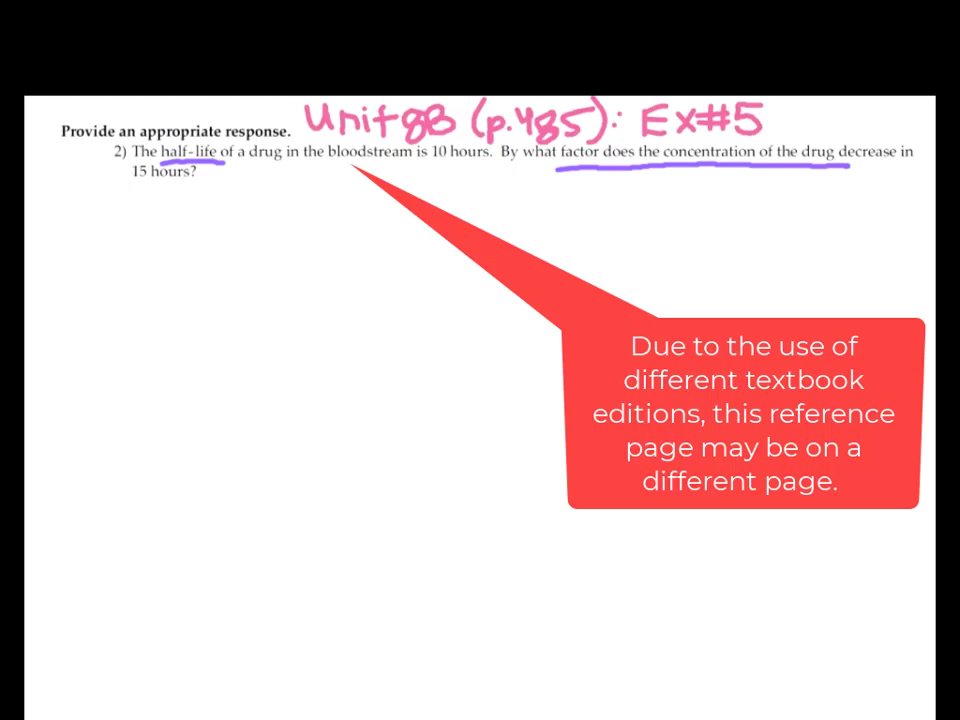 Unit 8B (p.485): Ex#5
Provide an appropriate response.
2) The half-life of a drug in the bloodstream is 10 hours. By what factor does the concentration of the drug decrease in
15 hours?
Due to the use of
different textbook
editions, this reference
page may be on a
different page.